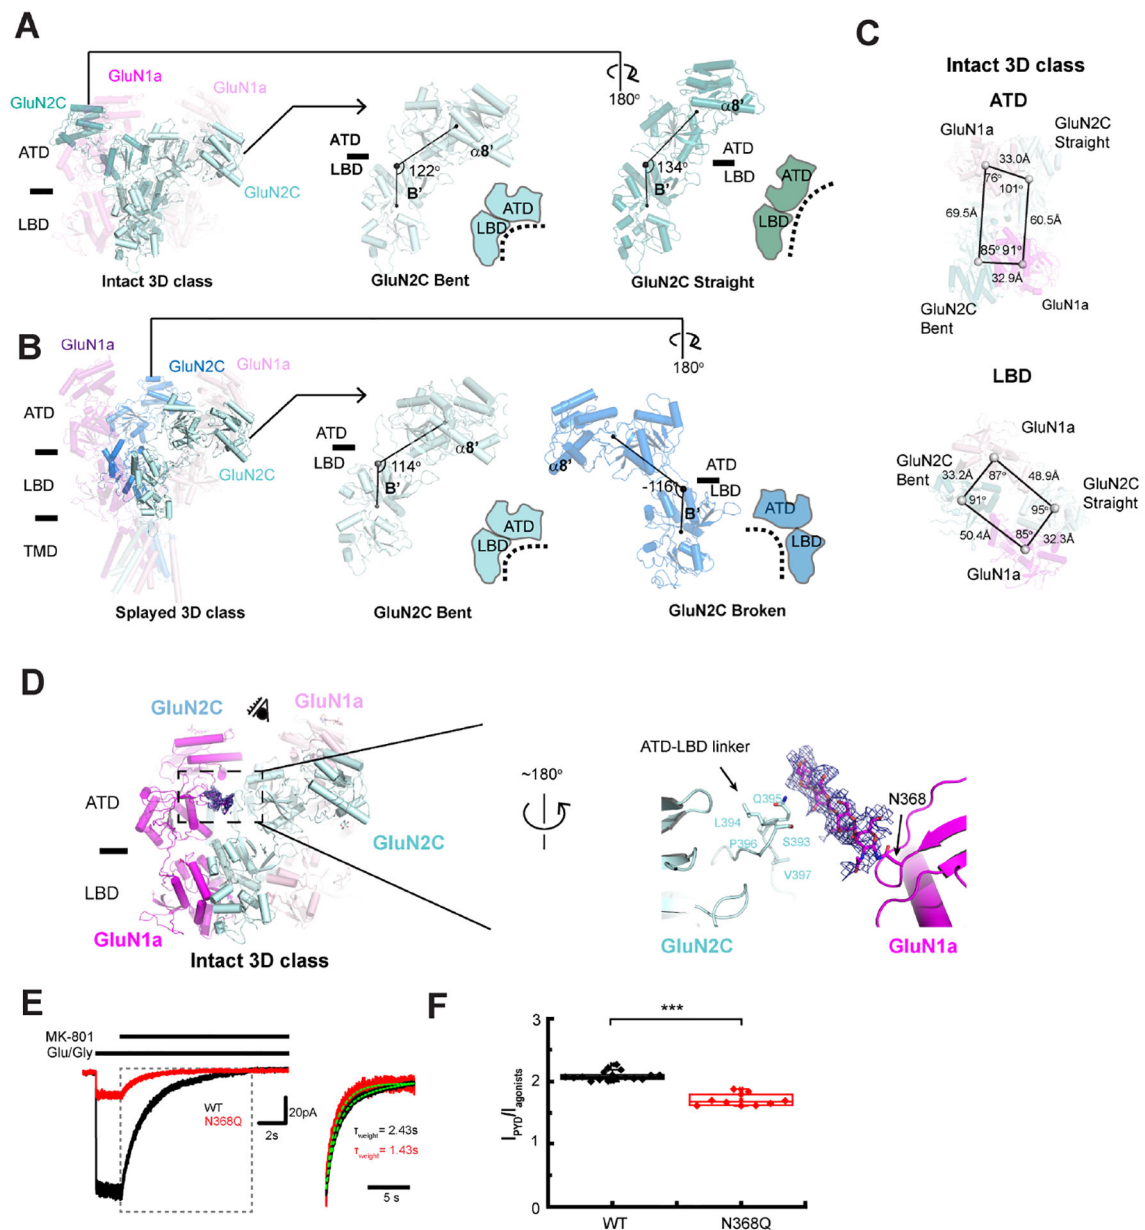 A
GluN2C
GluN1a
GluN1a
ATD
LBD
GluN2C
Intact 3D class
ATD
LBD
122°
α8'
B'
ATD
LBD
GluN2C Bent
180°
α8'
134°
B'
ATD
LBD
ATD
LBD
GluN2C Straight
B
GluN1a
GluN2C
GluN1a
ATD
LBD
TMD
GluN2C
Splayed 3D class
ATD
LBD
114°
α8'
B'
ATD
LBD
GluN2C Bent
180°
α8'
-116°
B'
ATD
LBD
ATD
LBD
GluN2C Broken
C
Intact 3D class
ATD
GluN1a
GluN2C
Straight
33.0Å
76°
101°
69.5Å
60.5Å
85°
91°
32.9Å
GluN2C
Bent
GluN1a
LBD
GluN1a
GluN2C
Bent
33.2Å
87°
48.9Å
GluN2C
Straight
91°
95°
50.4Å
85°
32.3Å
GluN1a
D
GluN2C
GluN1a
ATD
GluN2C
LBD
GluN1a
Intact 3D class
~180°
ATD-LBD linker
Q395
L394
N368
P396
S393
V397
GluN2C
GluN1a
E
MK-801
Glu/Gly
WT
N368Q
20pA
2s
τweight = 2.43s
τweight = 1.43s
5 s
F
***
3
2
1
0
IPYD/Iagonists
WT
N368Q